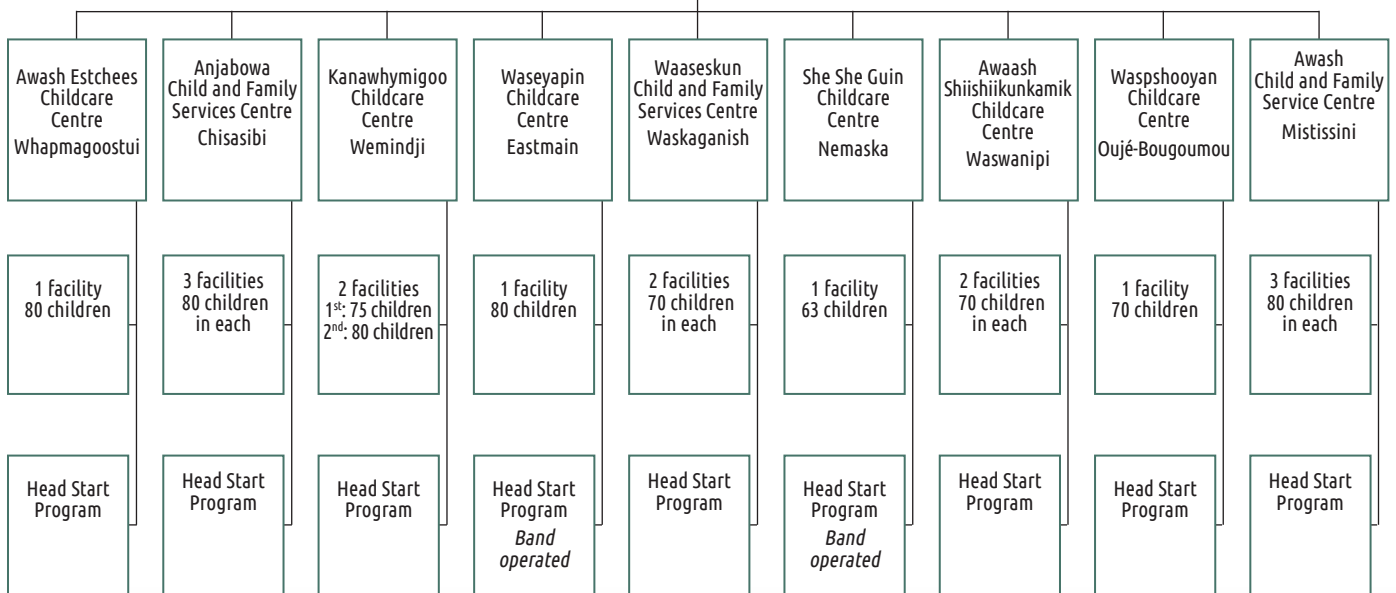 Awash Estchees
Childcare
Centre
Whapmagoostui
Anjabowa
Child and Family
Services Centre
Chisasibi
Kanawhymigoo
Childcare
Centre
Wemindji
Waseyapin
Childcare
Centre
Eastmain
Waaseskun
Child and Family
Services Centre
Waskaganish
She She Guin
Childcare
Centre
Nemaska
Awaash
Shiishiikunkamik
Childcare
Centre
Waswanipi
Waspshooyan
Childcare
Centre
Oujé-Bougoumou
Awash
Child and Family
Service Centre
Mistissini
1 facility
80 children
3 facilities
80 children
in each
2 facilities
1st: 75 children
2nd: 80 children
1 facility
80 children
2 facilities
70 children
in each
1 facility
63 children
2 facilities
70 children
in each
1 facility
70 children
3 facilities
80 children
in each
Head Start
Program
Head Start
Program
Head Start
Program
Head Start
Program
Band
operated
Head Start
Program
Head Start
Program
Band
operated
Head Start
Program
Head Start
Program
Head Start
Program